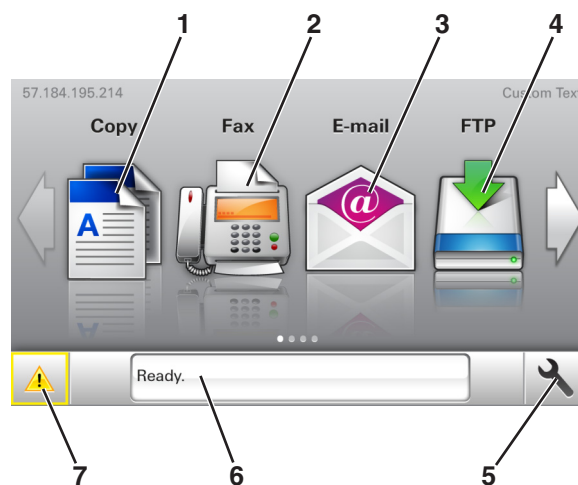 1 2 3 4
57.184.195.214 Custom Tex
Copy Fax E-mail FTP
A @
A
Ready.
7 6 5